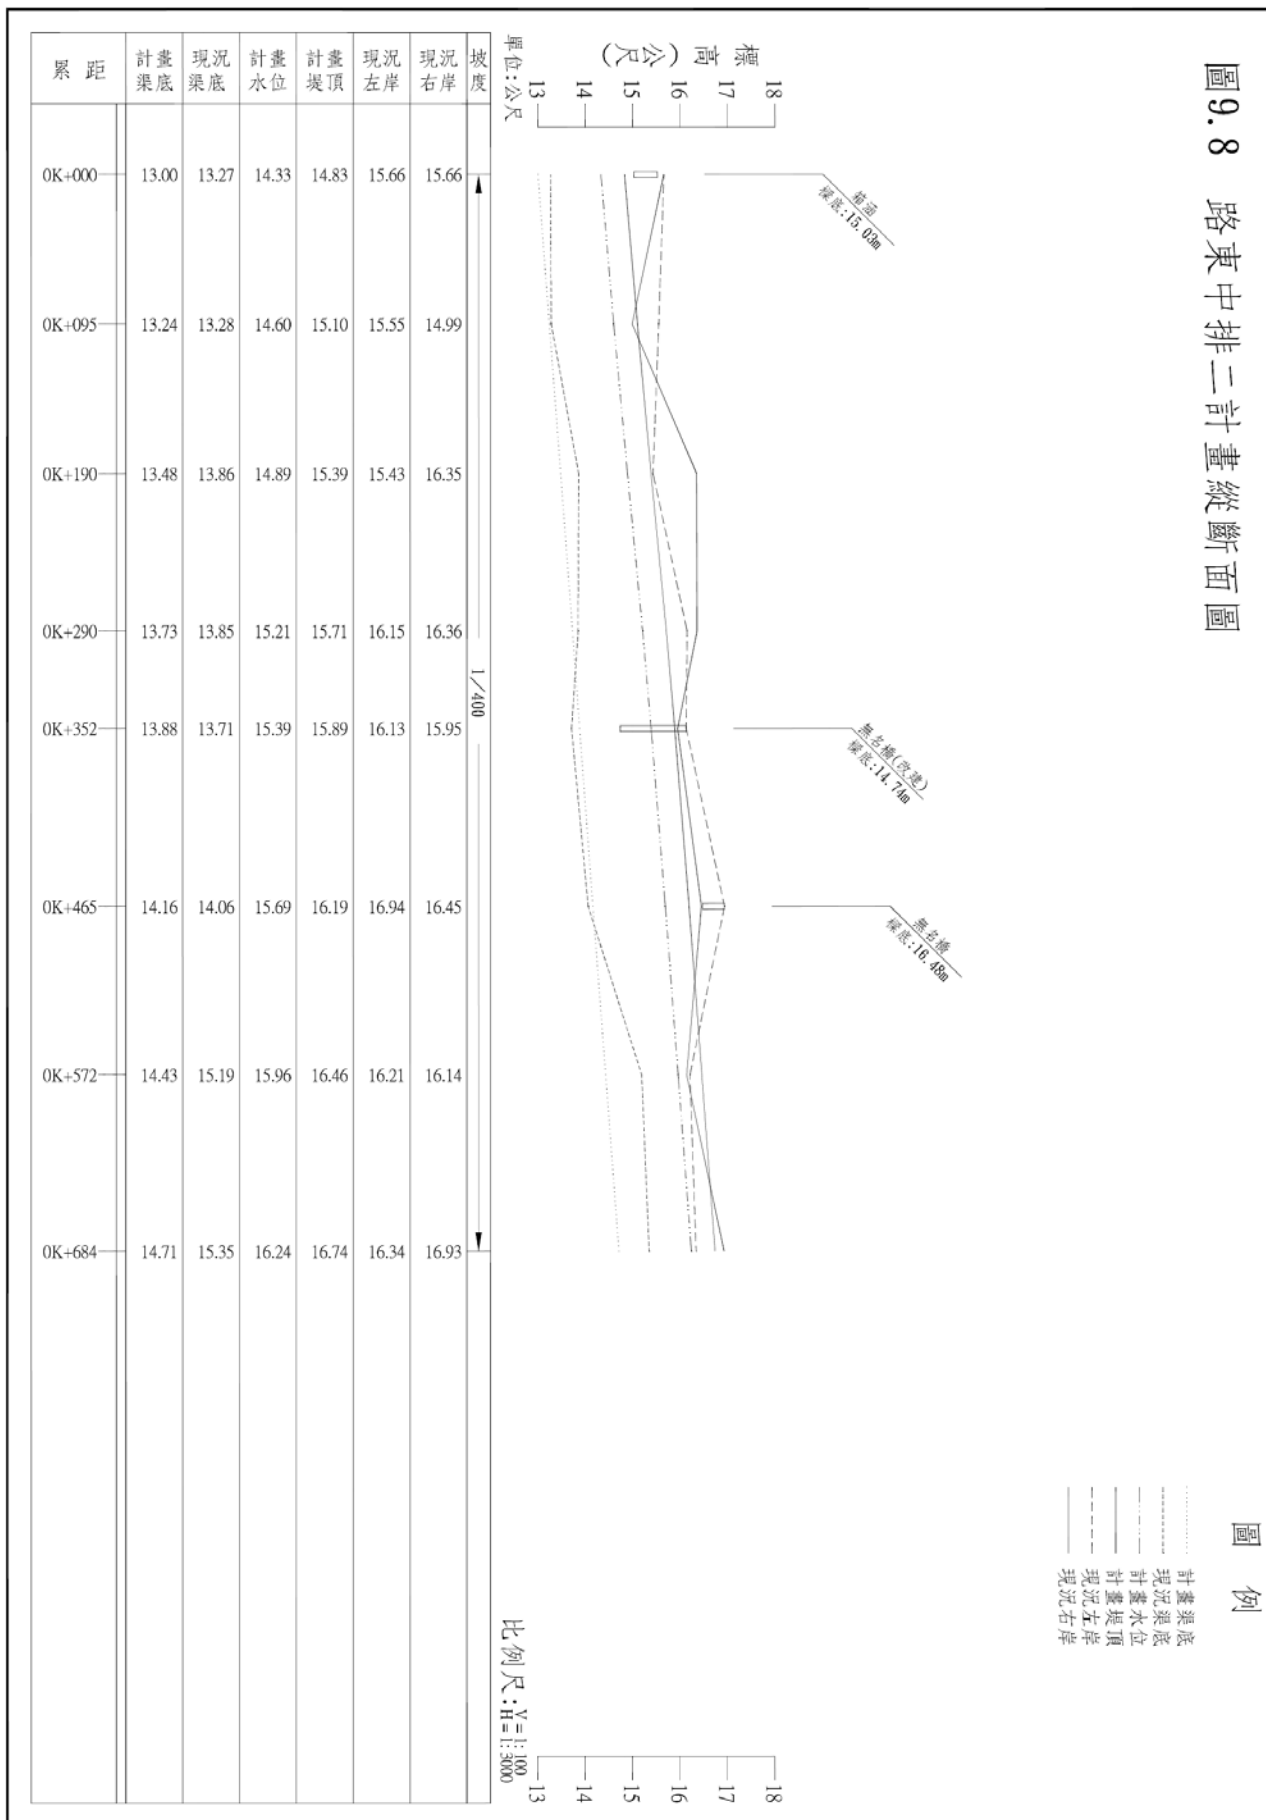 圖9.8 路東中排二計畫縱斷面圖
標高(公尺)
18
17
16
15
14
13
單位:公尺
箱涵
樑底:15.03m
無名橋(改建)
樑底:14.74m
無名橋
樑底:16.48m
圖 例
計畫渠底
現況渠底
計畫水位
計畫堤頂
現況左岸
現況右岸
18
17
16
15
14
13
比例尺:V=1:100
H=1:3000
累距 計畫渠底 現況渠底 計畫水位 計畫堤頂 現況左岸 現況右岸 坡度
0K+000 13.00 13.27 14.33 14.83 15.66 15.66
0K+095 13.24 13.28 14.60 15.10 15.55 14.99
0K+190 13.48 13.86 14.89 15.39 15.43 16.35
0K+290 13.73 13.85 15.21 15.71 16.15 16.36
1/400
0K+352 13.88 13.71 15.39 15.89 16.13 15.95
0K+465 14.16 14.06 15.69 16.19 16.94 16.45
0K+572 14.43 15.19 15.96 16.46 16.21 16.14
0K+684 14.71 15.35 16.24 16.74 16.34 16.93